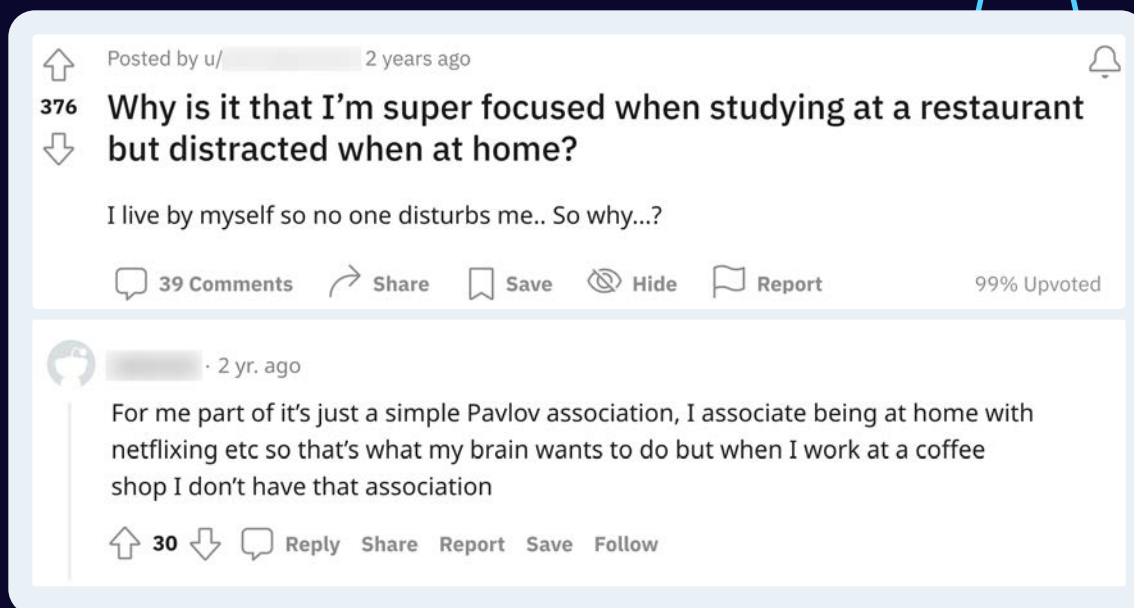 Posted by u/ 2 years ago
376
Why is it that I’m super focused when studying at a restaurant
but distracted when at home?
I live by myself so no one disturbs me.. So why...?
39 Comments Share Save Hide Report 99% Upvoted
· 2 yr. ago
For me part of it’s just a simple Pavlov association, I associate being at home with
netflixing etc so that’s what my brain wants to do but when I work at a coffee
shop I don’t have that association
30 Reply Share Report Save Follow